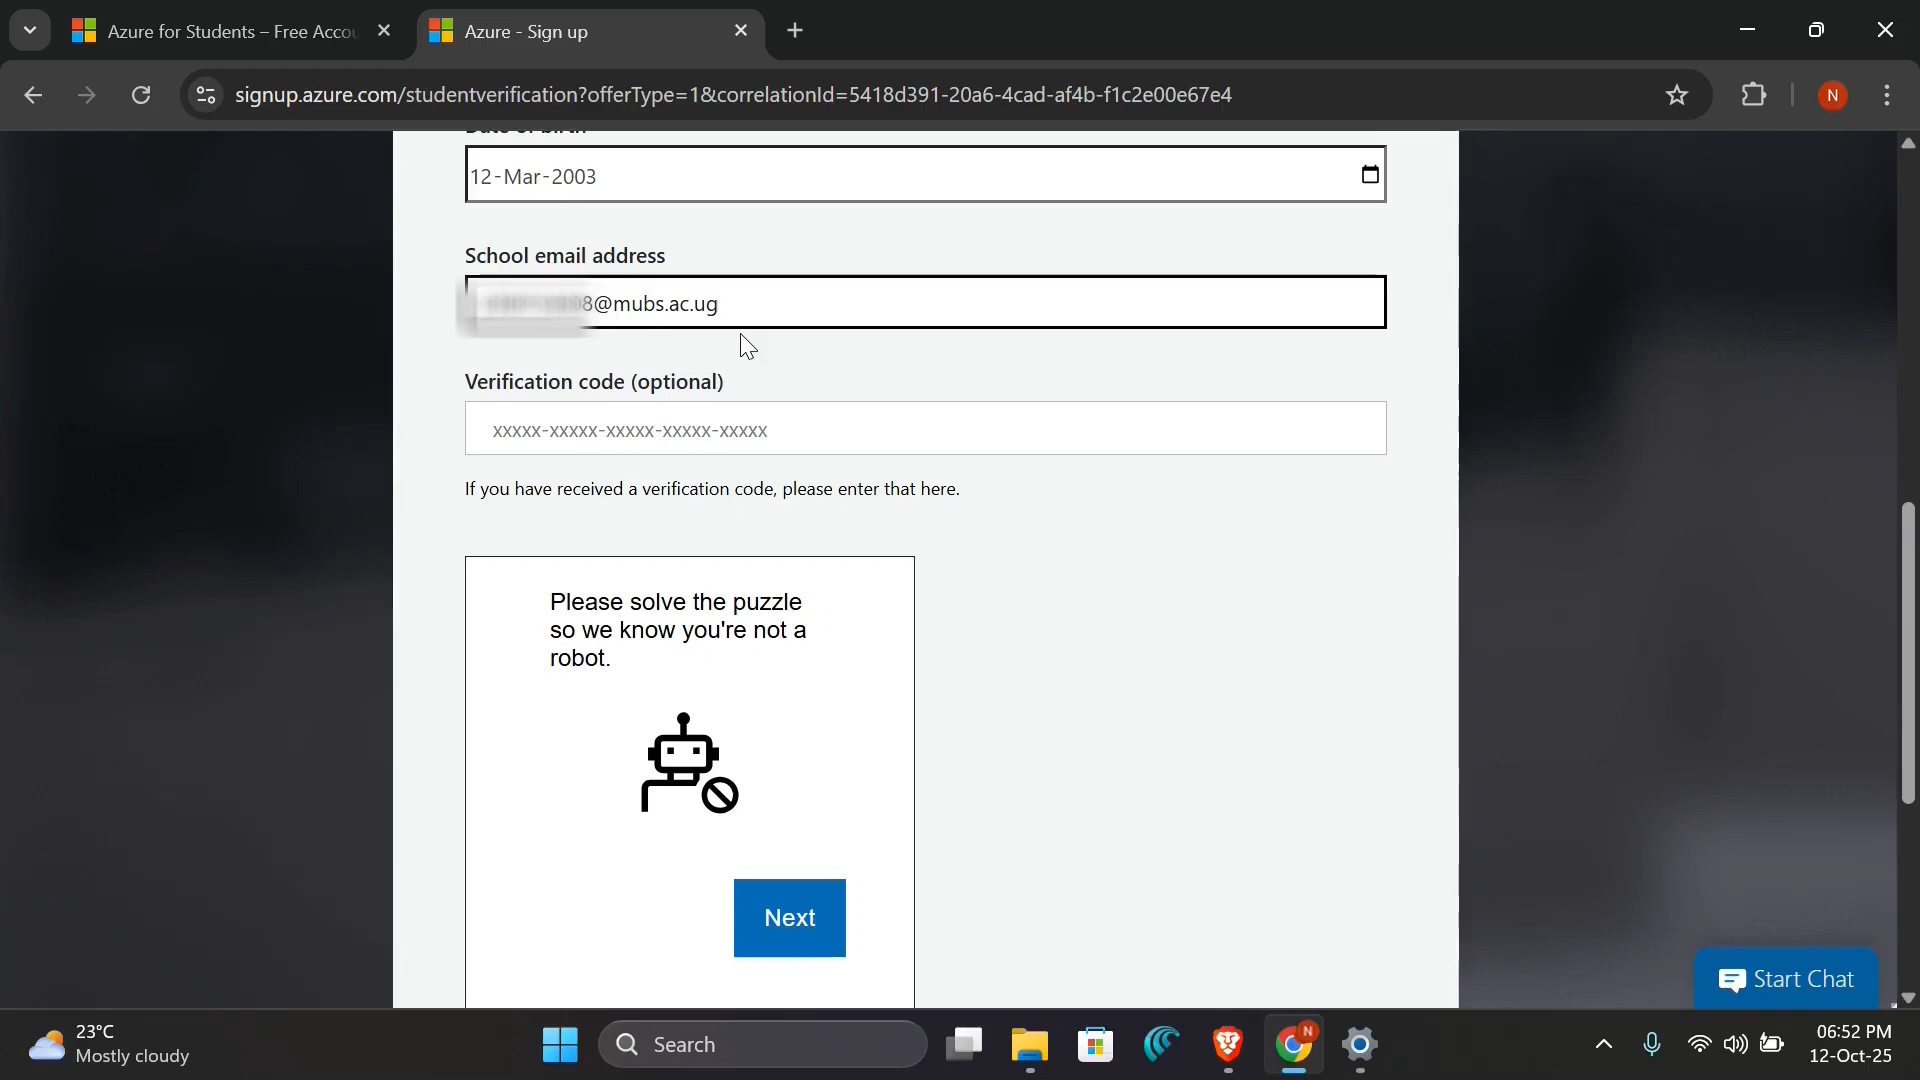 Azure for Students – Free Accou
Azure - Sign up
signup.azure.com/studentverification?offerType=1&correlationId=5418d391-20a6-4cad-af4b-f1c2e00e67e4
N
Date of birth
12-Mar-2003
School email address
8@mubs.ac.ug
Verification code (optional)
xxxxx-xxxxx-xxxxx-xxxxx-xxxxx
If you have received a verification code, please enter that here.
Please solve the puzzle
so we know you're not a
robot.
Next
Start Chat
23°C
Mostly cloudy
Search
N
06:52 PM
12-Oct-25